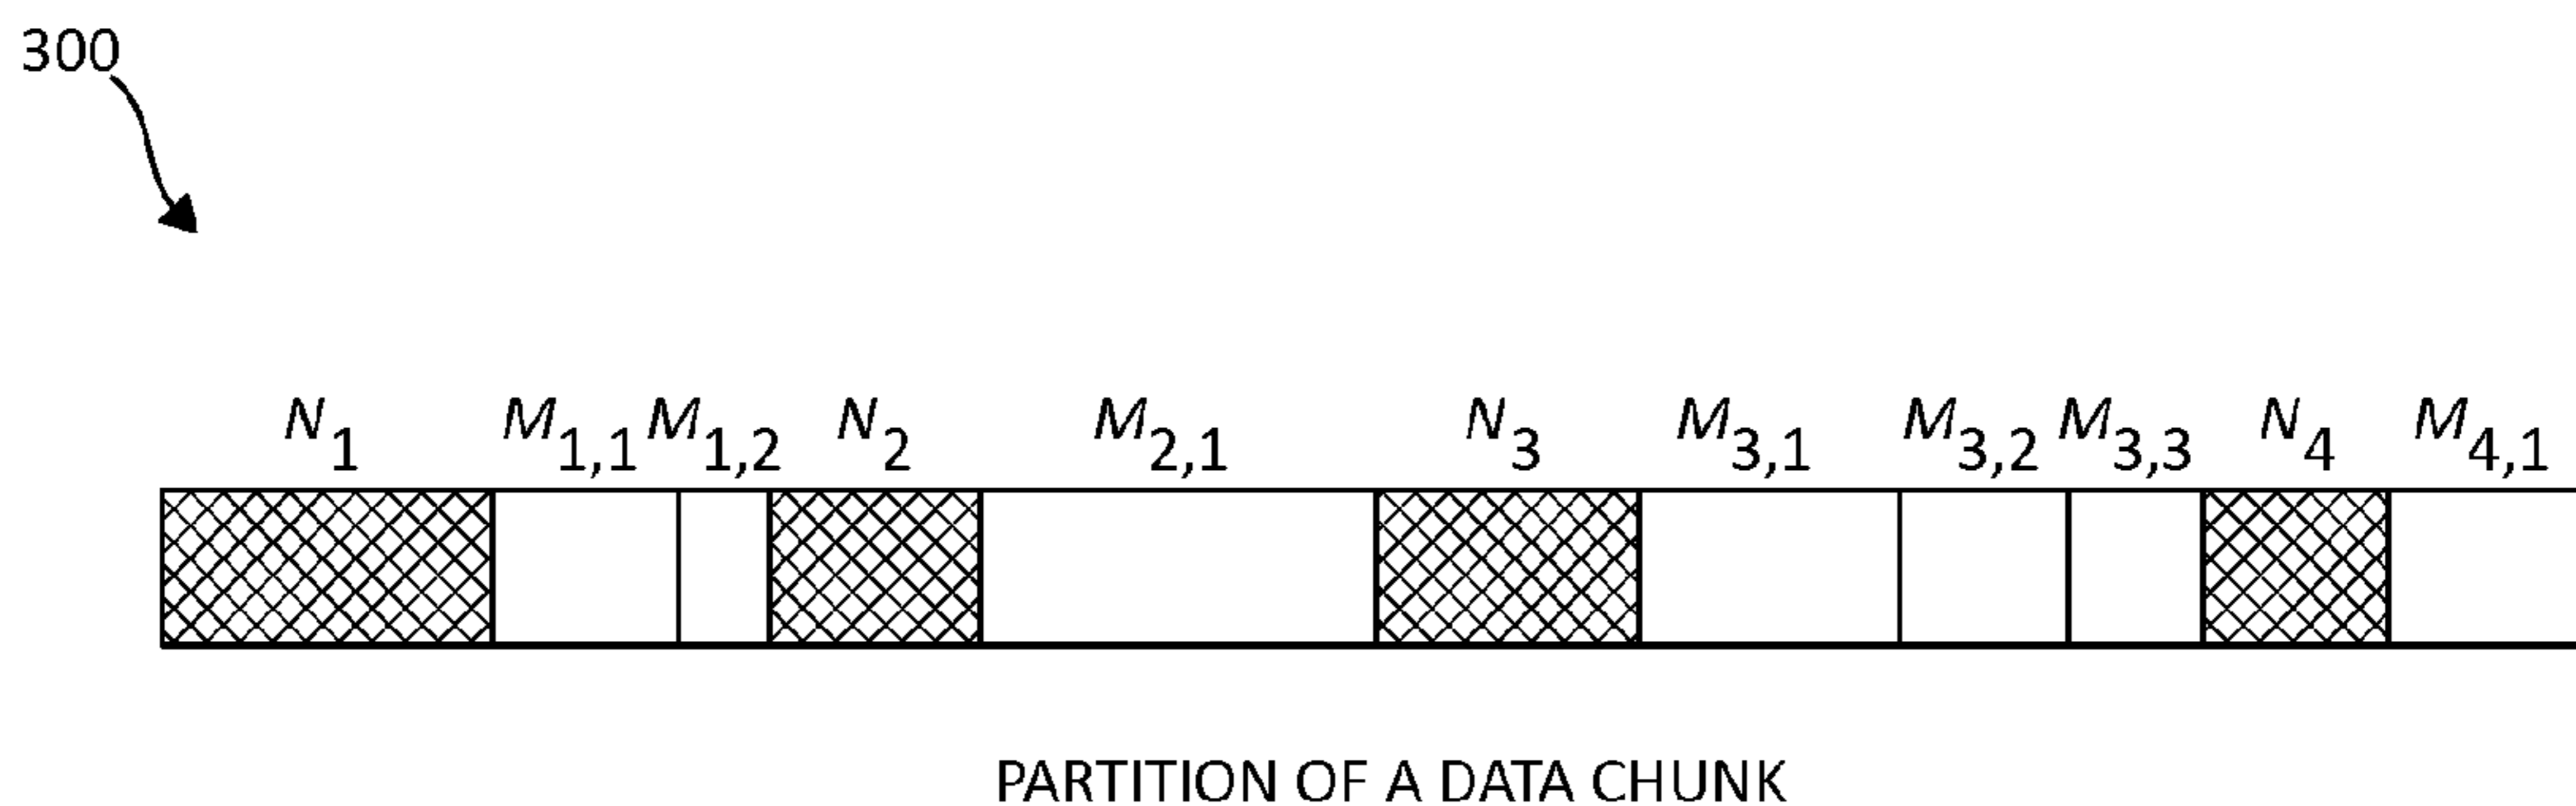 300
N1 M1,1 M1,2 N2 M2,1 N3 M3,1 M3,2 M3,3 N4 M4,1
PARTITION OF A DATA CHUNK